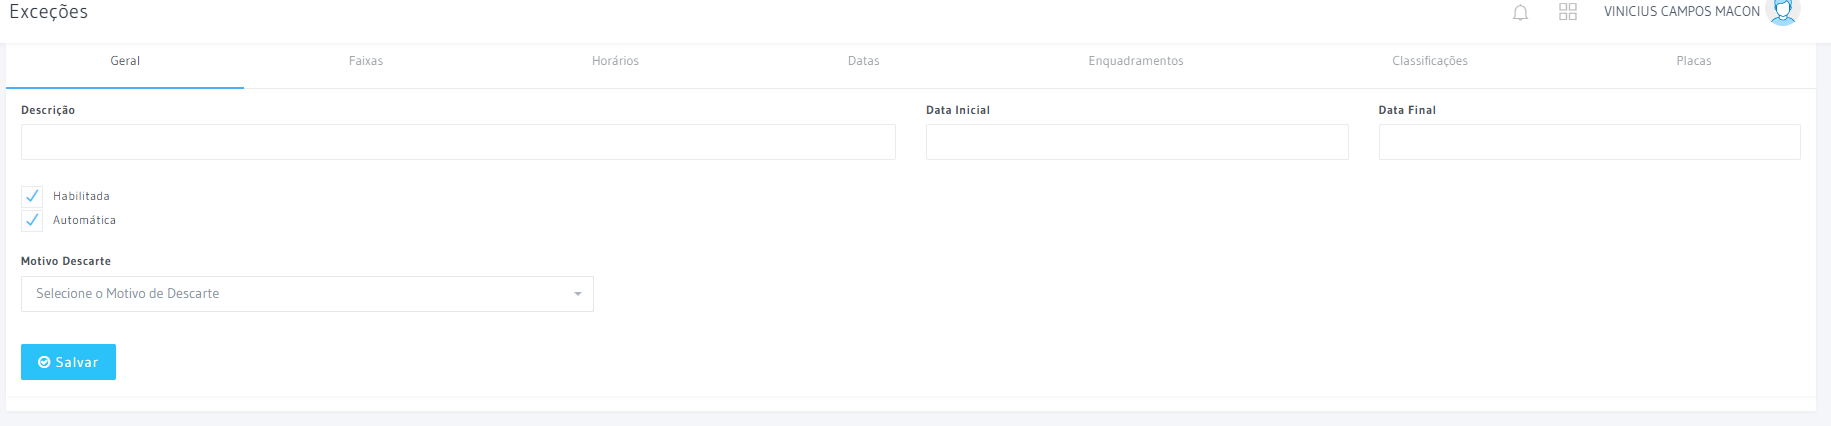 Exceções
VINICIUS CAMPOS MACON
Geral
Faixas
Horários
Datas
Enquadramentos
Classificações
Placas
Descrição
Data Inicial
Data Final
Habilitada
Automática
Motivo Descarte
Selecione o Motivo de Descarte
Salvar